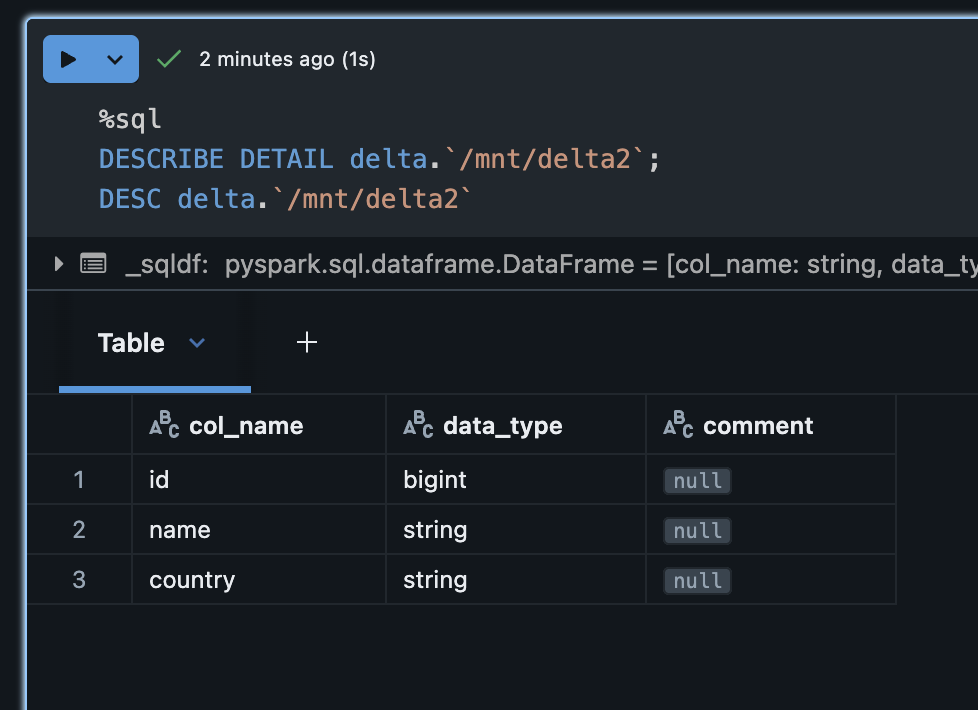 2 minutes ago (1s)
%sql
DESCRIBE DETAIL delta.`/mnt/delta2`;
DESC delta.`/mnt/delta2`
_sqldf: pyspark.sql.dataframe.DataFrame = [col_name: string, data_ty
Table +
ABC col_name ABC data_type ABC comment
1 id bigint null
2 name string null
3 country string null